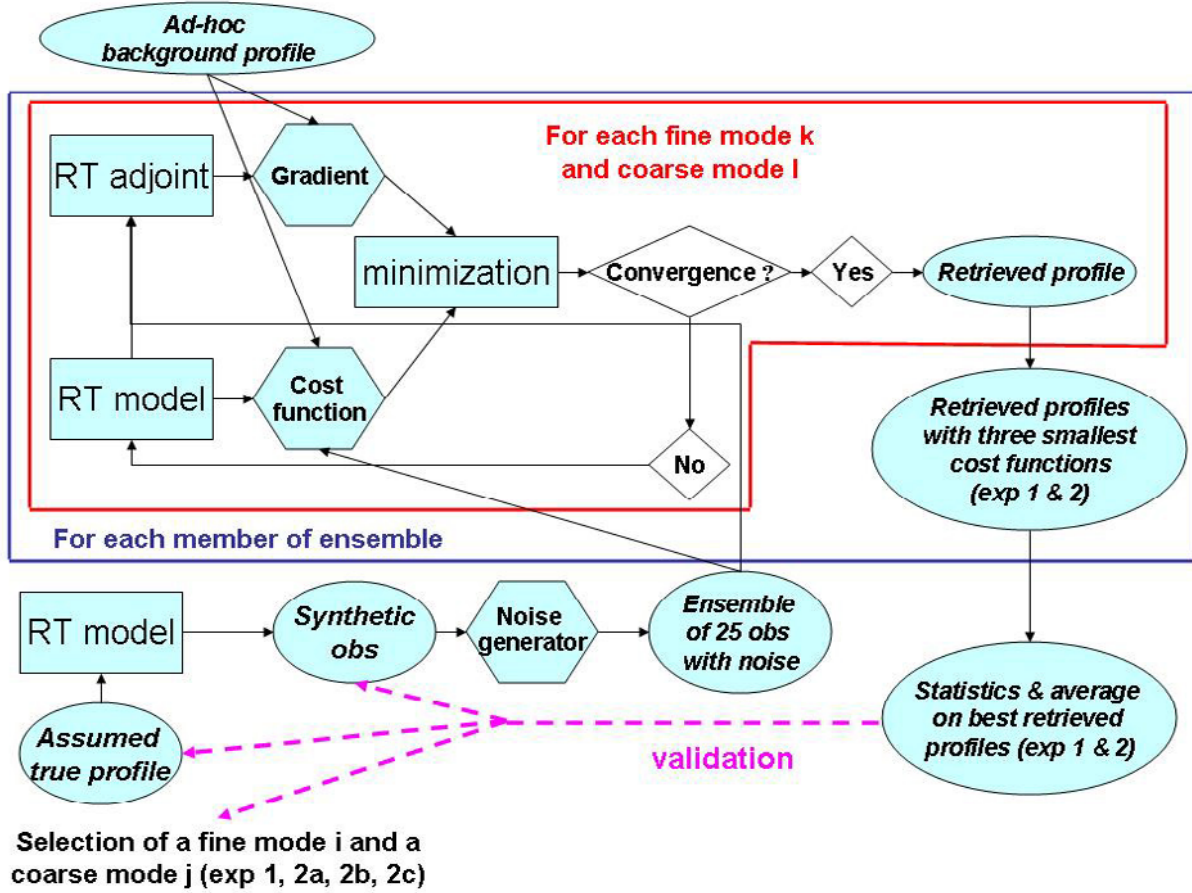 Ad-hoc
background profile
For each fine mode k
and coarse mode l
RT adjoint
Gradient
minimization
Convergence ?
Yes
Retrieved profile
RT model
Cost
function
No
Retrieved profiles
with three smallest
cost functions
(exp 1 & 2)
For each member of ensemble
RT model
Synthetic
obs
Noise
generator
Ensemble
of 25 obs
with noise
Statistics & average
on best retrieved
profiles (exp 1 & 2)
Assumed
true profile
validation
Selection of a fine mode i and a
coarse mode j (exp 1, 2a, 2b, 2c)